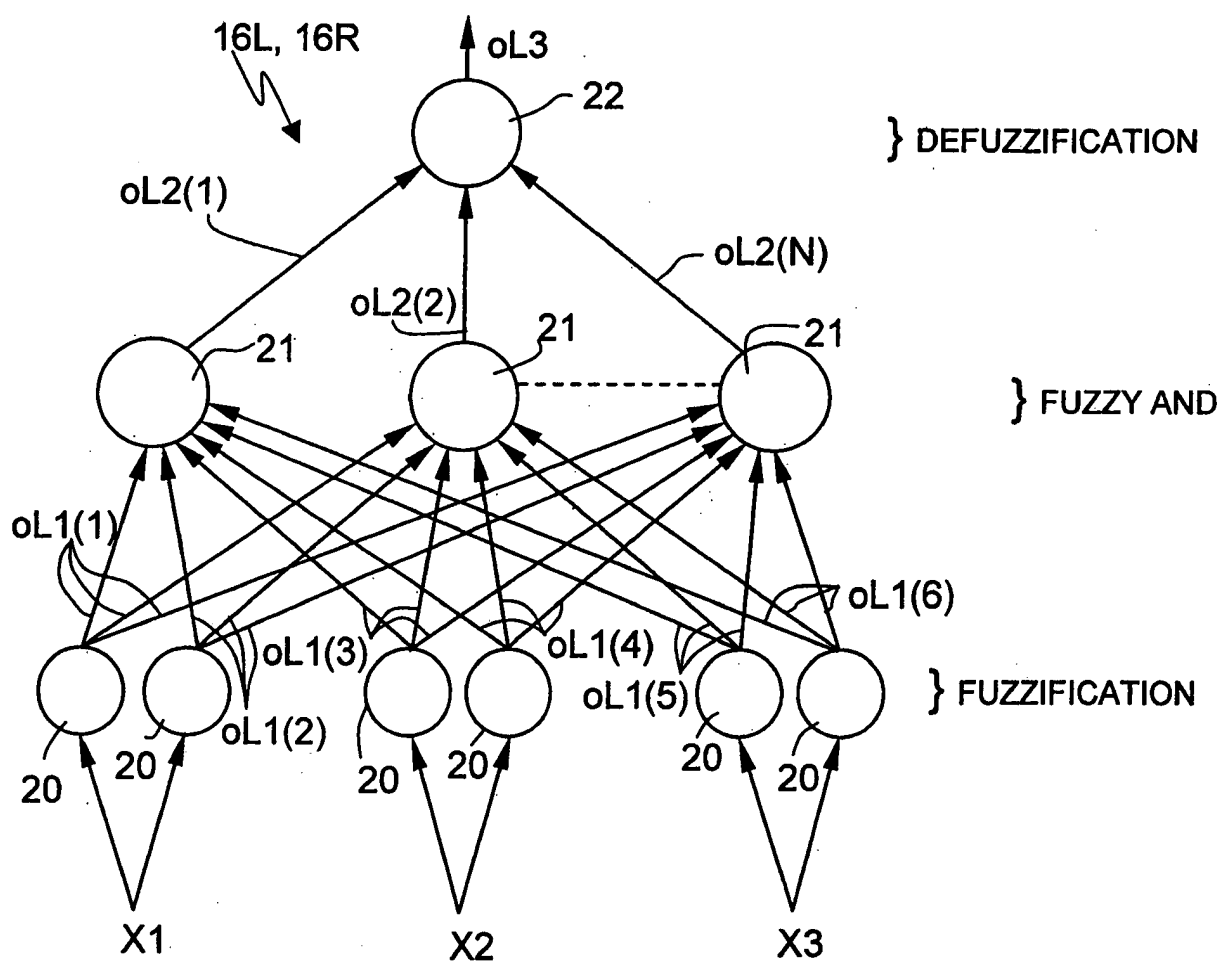 16L, 16R
oL3
22
} DEFUZZIFICATION
oL2(1)
oL2(N)
oL2(2)
21
21
21
} FUZZY AND
oL1(1)
oL1(6)
oL1(3)
oL1(4)
oL1(5)
} FUZZIFICATION
oL1(2)
20
20
20
20
20
20
X1
X2
X3